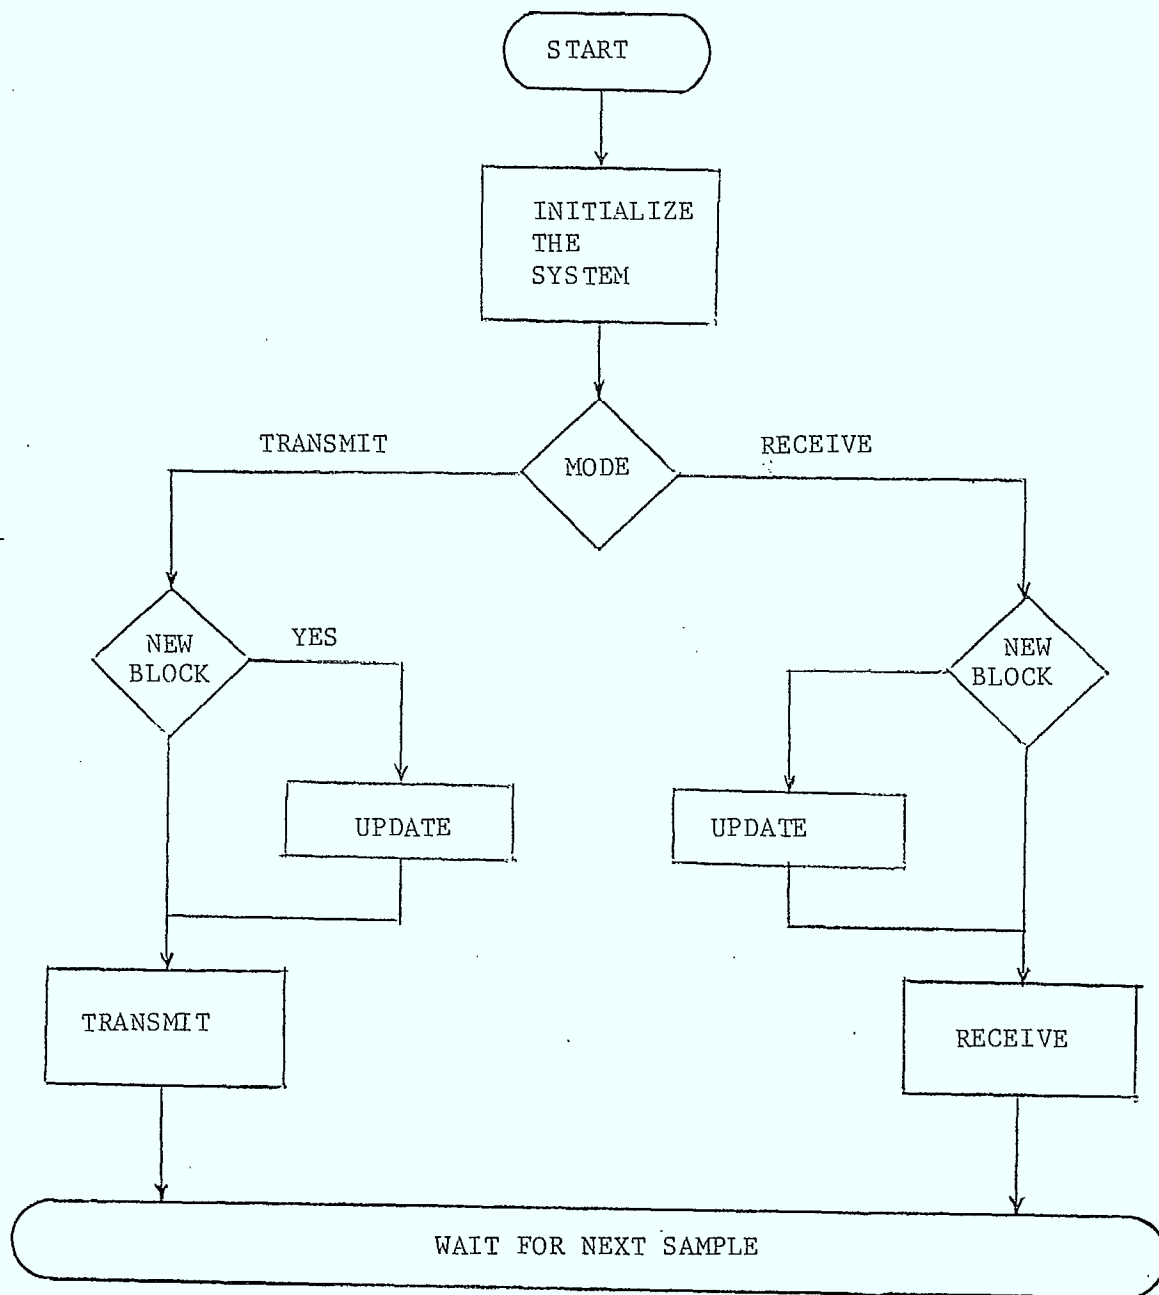 START
INITIALIZE
THE
SYSTEM
TRANSMIT
RECEIVE
MODE
NEW
BLOCK
YES
NEW
BLOCK
UPDATE
UPDATE
TRANSMIT
RECEIVE
WAIT FOR NEXT SAMPLE